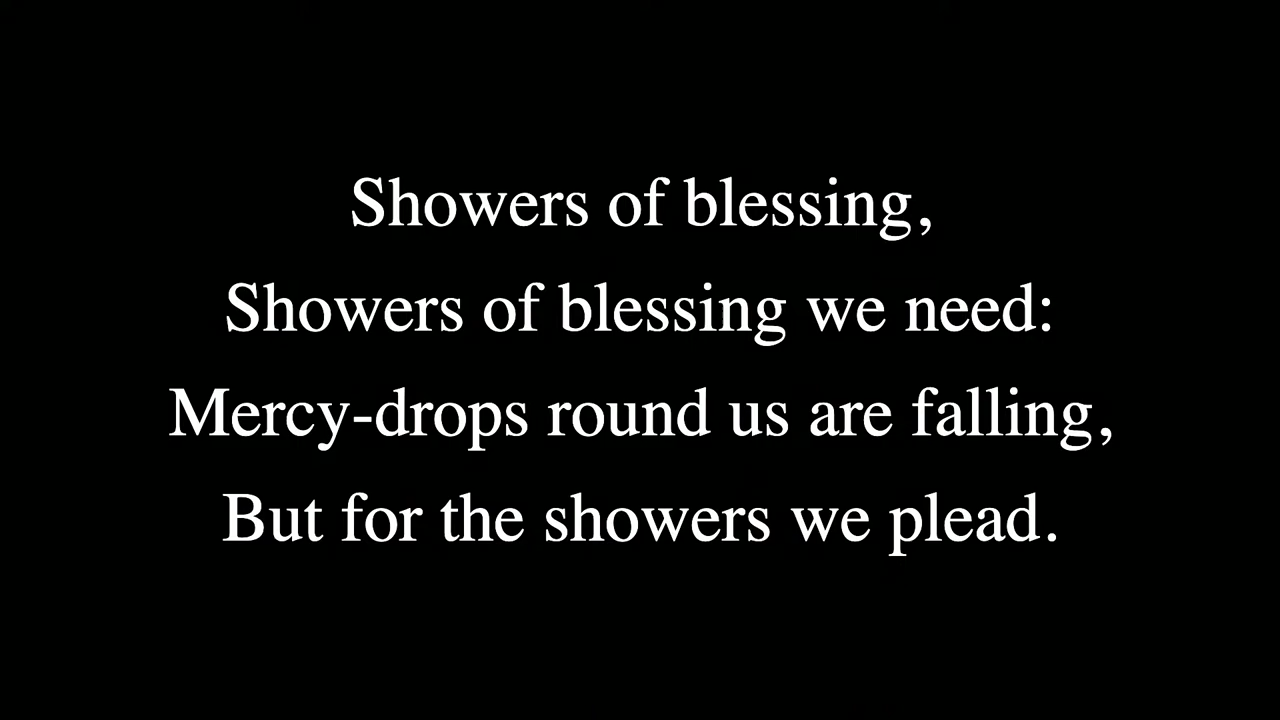 Showers of blessing,
Showers of blessing we need:
Mercy-drops round us are falling,
But for the showers we plead.